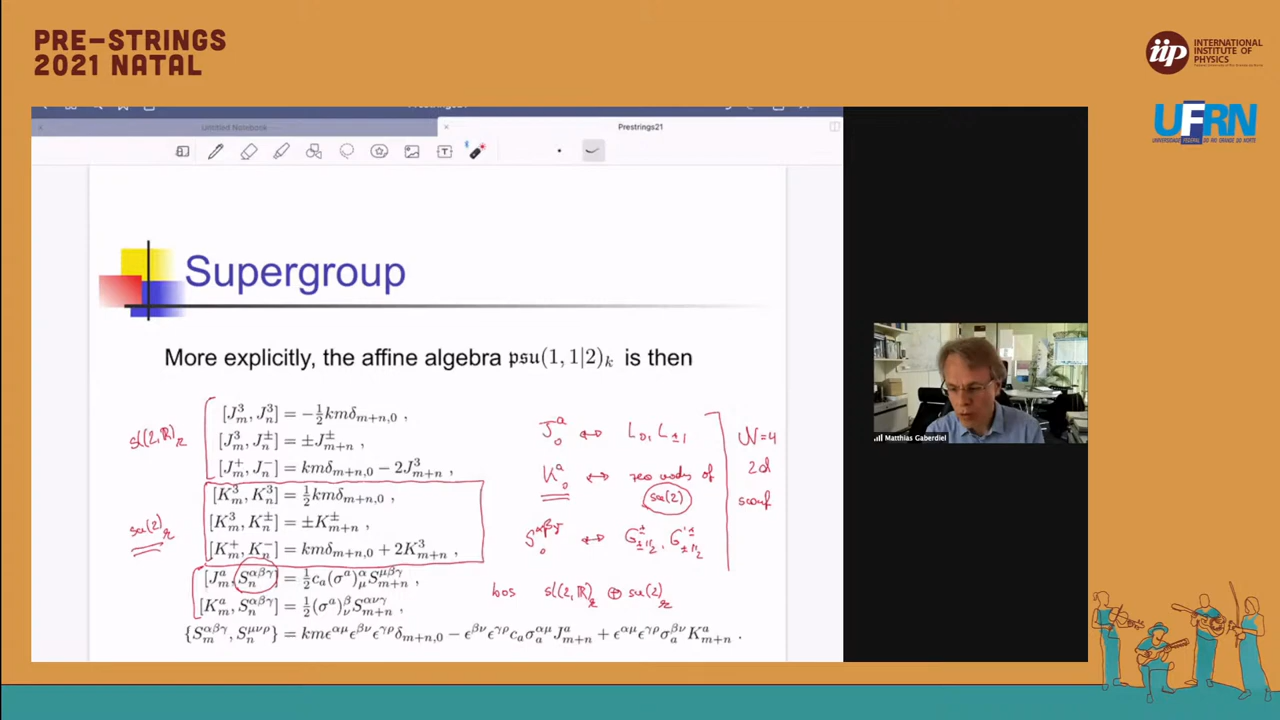 PRE-STRINGS
2021 NATAL
iip
INTERNATIONAL
INSTITUTE OF
PHYSICS
UFRN
Untitled Notebook
Prestrings21
Supergroup
More explicitly, the affine algebra 𝔭𝔰𝔲(1, 1|2)_k is then
sl(2,ℝ)_k
[J^3_m, J^3_n] = −½kmδ_{m+n,0} ,
[J^3_m, J^±_n] = ±J^±_{m+n} ,
[J^+_m, J^-_n] = kmδ_{m+n,0} − 2J^3_{m+n} ,
su(2)_k
[K^3_m, K^3_n] = ½kmδ_{m+n,0} ,
[K^3_m, K^±_n] = ±K^±_{m+n} ,
[K^+_m, K^-_n] = kmδ_{m+n,0} + 2K^3_{m+n} ,
[J^a_m, S^{αβγ}_n] = ½c_a(σ^a)^α_μ S^{μβγ}_{m+n} ,
[K^a_m, S^{αβγ}_n] = ½(σ^a)^β_ν S^{ανγ}_{m+n} ,
{S^{αβγ}_m, S^{μνρ}_n} = kmε^{αμ}ε^{βν}ε^{γρ}δ_{m+n,0} − ε^{βν}ε^{γρ}c_aσ^{αμ}_a J^a_{m+n} + ε^{αμ}ε^{γρ}σ^{βν}_a K^a_{m+n} .
J^a_0 ↔ L_0, L_{±1}
K^a_0 ↔ zero modes of
su(2)
S^{αβγ}_0 ↔ G^±_{±1/2}, G'^±_{±1/2}
N=4
2d
sconf
bos sl(2,ℝ)_k ⊕ su(2)_k
Matthias Gaberdiel